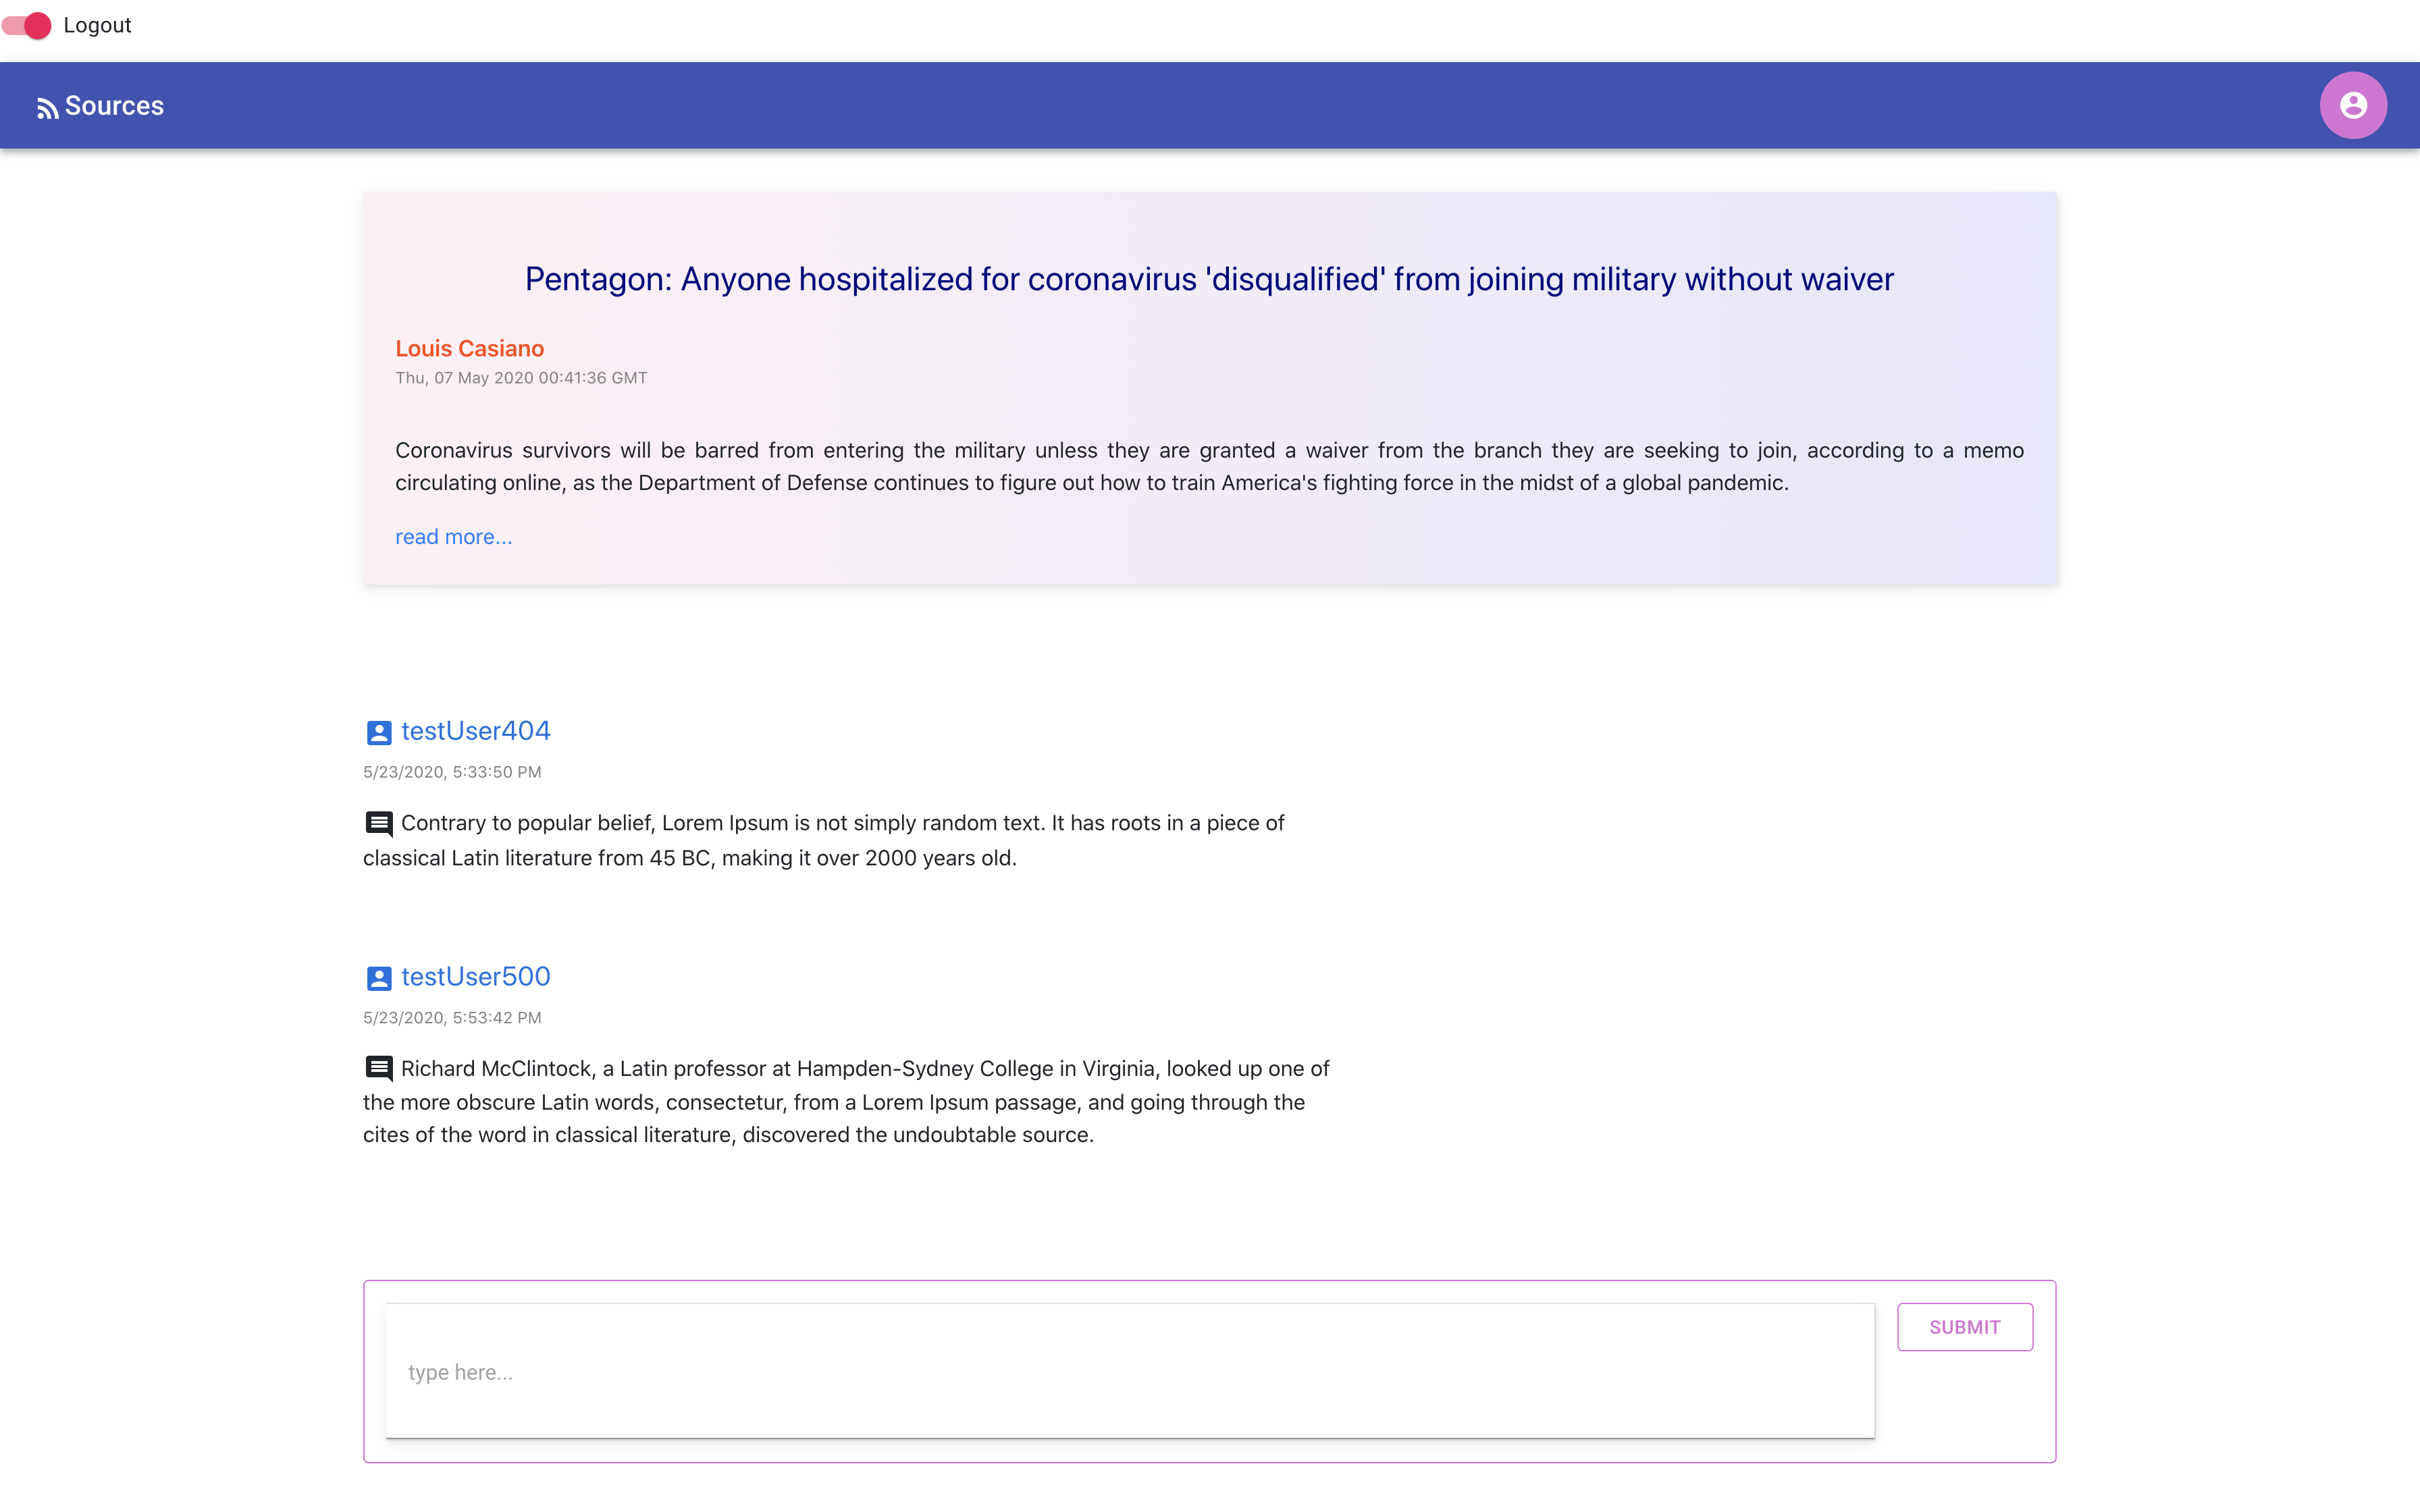 Logout
Sources
Pentagon: Anyone hospitalized for coronavirus 'disqualified' from joining military without waiver
Louis Casiano
Thu, 07 May 2020 00:41:36 GMT
Coronavirus survivors will be barred from entering the military unless they are granted a waiver from the branch they are seeking to join, according to a memo
circulating online, as the Department of Defense continues to figure out how to train America's fighting force in the midst of a global pandemic.
read more...
testUser404
5/23/2020, 5:33:50 PM
Contrary to popular belief, Lorem Ipsum is not simply random text. It has roots in a piece of
classical Latin literature from 45 BC, making it over 2000 years old.
testUser500
5/23/2020, 5:53:42 PM
Richard McClintock, a Latin professor at Hampden-Sydney College in Virginia, looked up one of
the more obscure Latin words, consectetur, from a Lorem Ipsum passage, and going through the
cites of the word in classical literature, discovered the undoubtable source.
type here...
SUBMIT